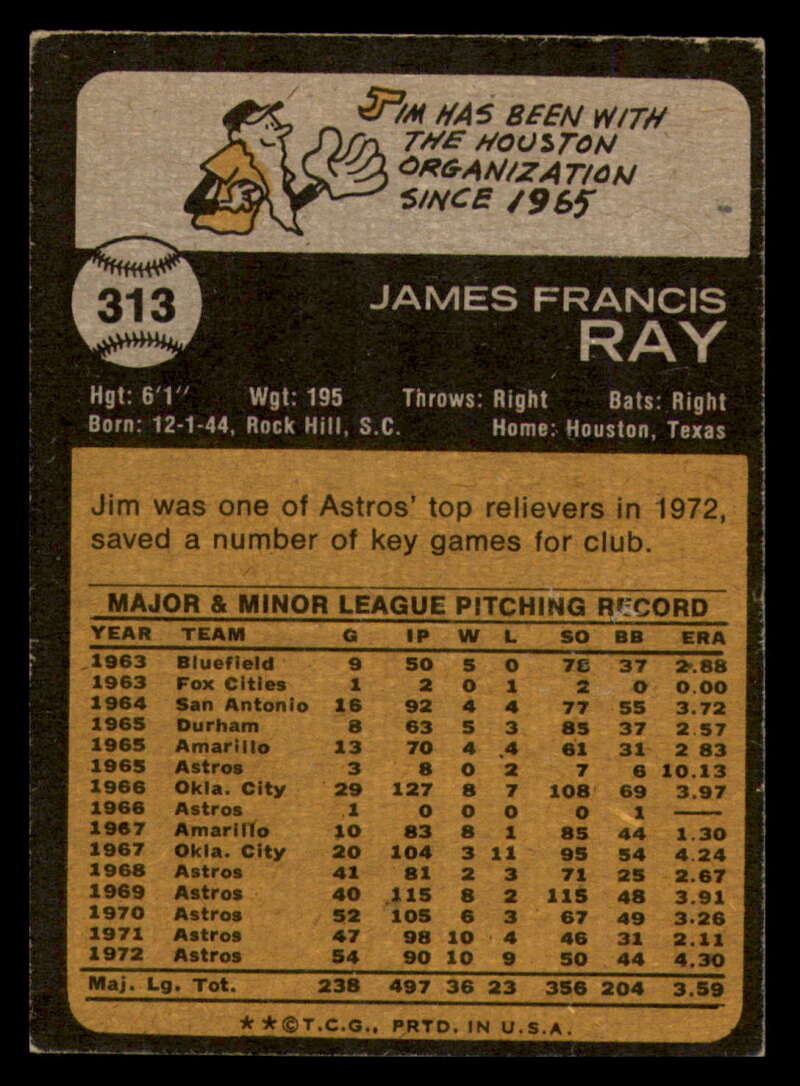 JIM HAS BEEN WITH
THE HOUSTON
ORGANIZATION
SINCE 1965
313
JAMES FRANCIS
RAY
Hgt: 6'1" Wgt: 195 Throws: Right Bats: Right
Born: 12-1-44, Rock Hill, S.C. Home: Houston, Texas
Jim was one of Astros' top relievers in 1972,
saved a number of key games for club.
MAJOR & MINOR LEAGUE PITCHING RECORD
YEAR TEAM G IP W L SO BB ERA
1963 Bluefield 9 50 5 0 78 37 2.88
1963 Fox Cities 1 2 0 1 2 0 0.00
1964 San Antonio 16 92 4 4 77 55 3.72
1965 Durham 8 63 5 3 85 37 2.57
1965 Amarillo 13 70 4 4 61 31 2 83
1965 Astros 3 8 0 2 7 6 10.13
1966 Okla. City 29 127 8 7 108 69 3.97
1966 Astros 1 0 0 0 0 1 —
1967 Amarillo 10 83 8 1 85 44 1.30
1967 Okla. City 20 104 3 11 95 54 4.24
1968 Astros 41 81 2 3 71 25 2.67
1969 Astros 40 115 8 2 115 48 3.91
1970 Astros 52 105 6 3 67 49 3.26
1971 Astros 47 98 10 4 46 31 2.11
1972 Astros 54 90 10 9 50 44 4.30
Maj. Lg. Tot. 238 497 36 23 356 204 3.59
**©T.C.G., PRTD. IN U.S.A.